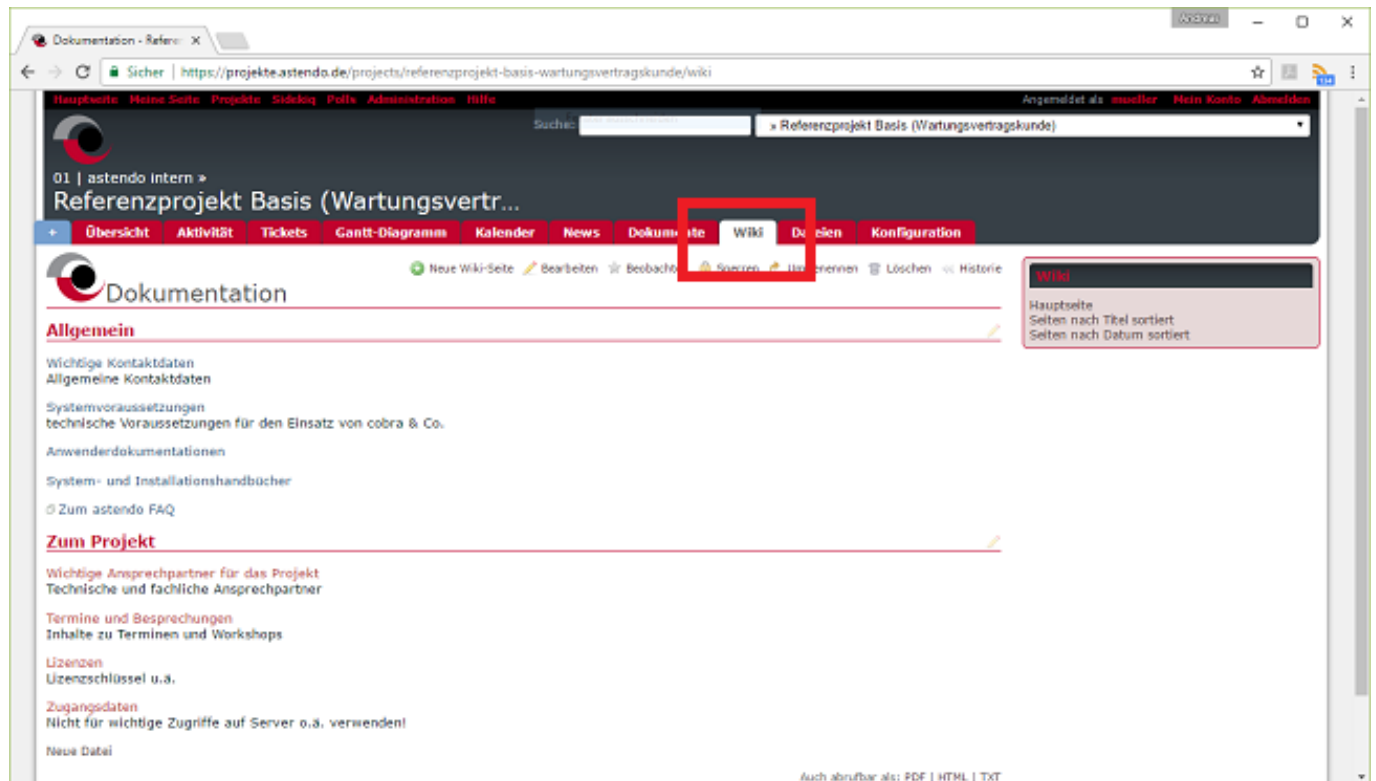 Andreas
Dokumentation - Refere
Sicher | https://projekte.astendo.de/projects/referenzprojekt-basis-wartungsvertragskunde/wiki
Hauptseite Meine Seite Projekte Sidekiq Polls Administration Hilfe Angemeldet als mueller Mein Konto Abmelden
Suche: » Referenzprojekt Basis (Wartungsvertragskunde)
01 | astendo intern »
Referenzprojekt Basis (Wartungsvertr...
+ Übersicht Aktivität Tickets Gantt-Diagramm Kalender News Dokumente Wiki Dateien Konfiguration
Neue Wiki-Seite Bearbeiten Beobachten Sperren Umbenennen Löschen Historie
Dokumentation
Wiki
Hauptseite
Seiten nach Titel sortiert
Seiten nach Datum sortiert
Allgemein
Wichtige Kontaktdaten
Allgemeine Kontaktdaten
Systemvoraussetzungen
technische Voraussetzungen für den Einsatz von cobra & Co.
Anwenderdokumentationen
System- und Installationshandbücher
Zum astendo FAQ
Zum Projekt
Wichtige Ansprechpartner für das Projekt
Technische und fachliche Ansprechpartner
Termine und Besprechungen
Inhalte zu Terminen und Workshops
Lizenzen
Lizenzschlüssel u.ä.
Zugangsdaten
Nicht für wichtige Zugriffe auf Server o.ä. verwenden!
Neue Datei
Auch abrufbar als: PDF | HTML | TXT